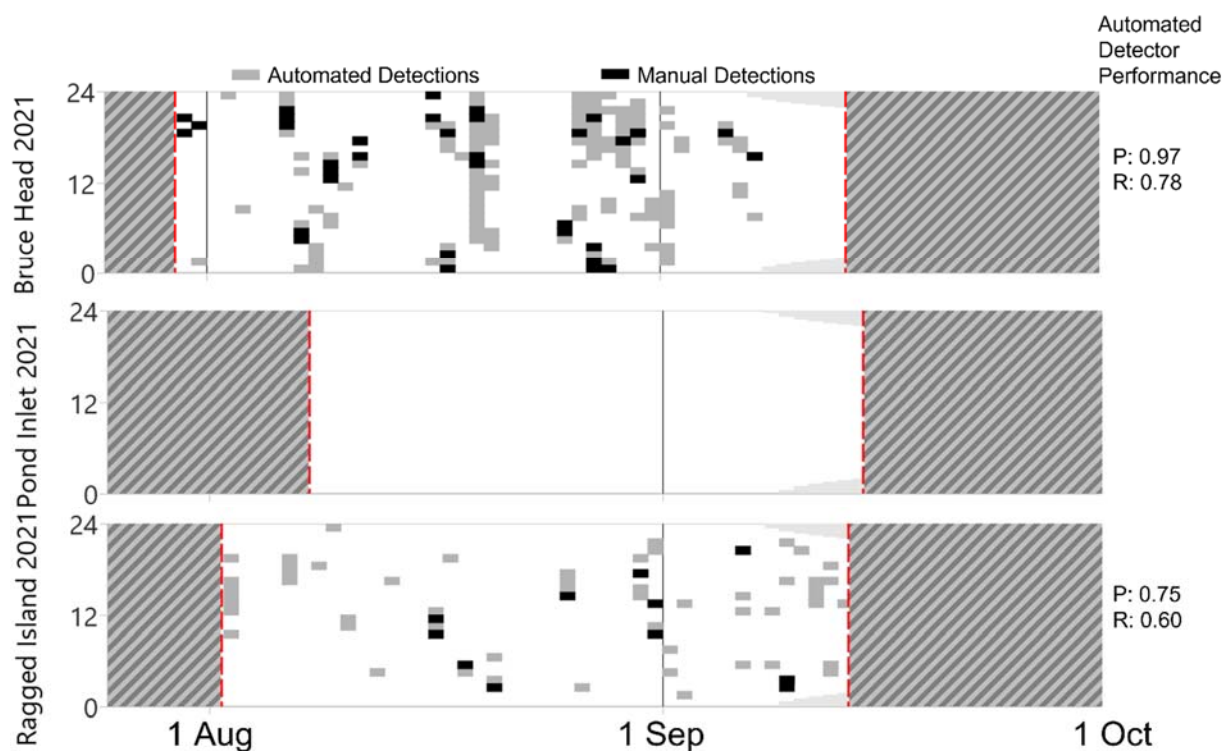 Automated
Detector
Performance
Automated Detections
Manual Detections
Bruce Head 2021
24
12
0
P: 0.97
R: 0.78
Pond Inlet 2021
24
12
0
Ragged Island 2021
24
12
0
P: 0.75
R: 0.60
1 Aug
1 Sep
1 Oct